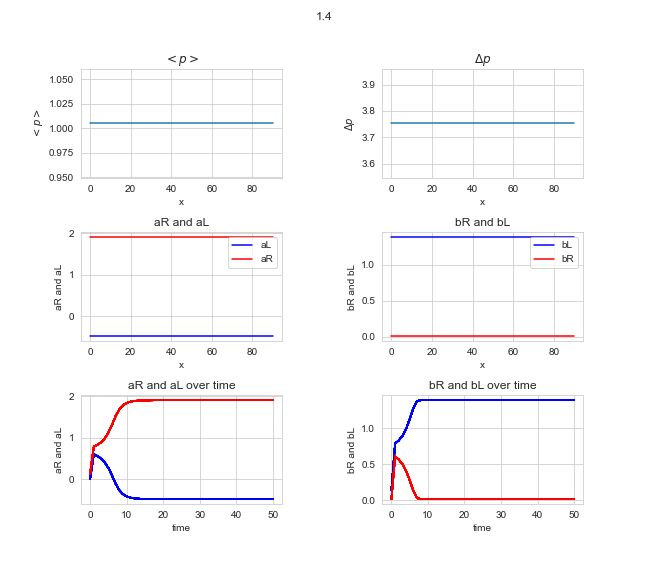 1.4
< p >
Δp
1.050
1.025
1.000
0.975
0.950
< p >
0 20 40 60 80
x
3.9
3.8
3.7
3.6
Δp
0 20 40 60 80
x
aR and aL
2
1
0
aR and aL
aL
aR
0 20 40 60 80
x
bR and bL
1.0
0.5
0.0
bR and bL
bL
bR
0 20 40 60 80
x
aR and aL over time
2
1
0
aR and aL
0 10 20 30 40 50
time
bR and bL over time
1.0
0.5
0.0
bR and bL
0 10 20 30 40 50
time